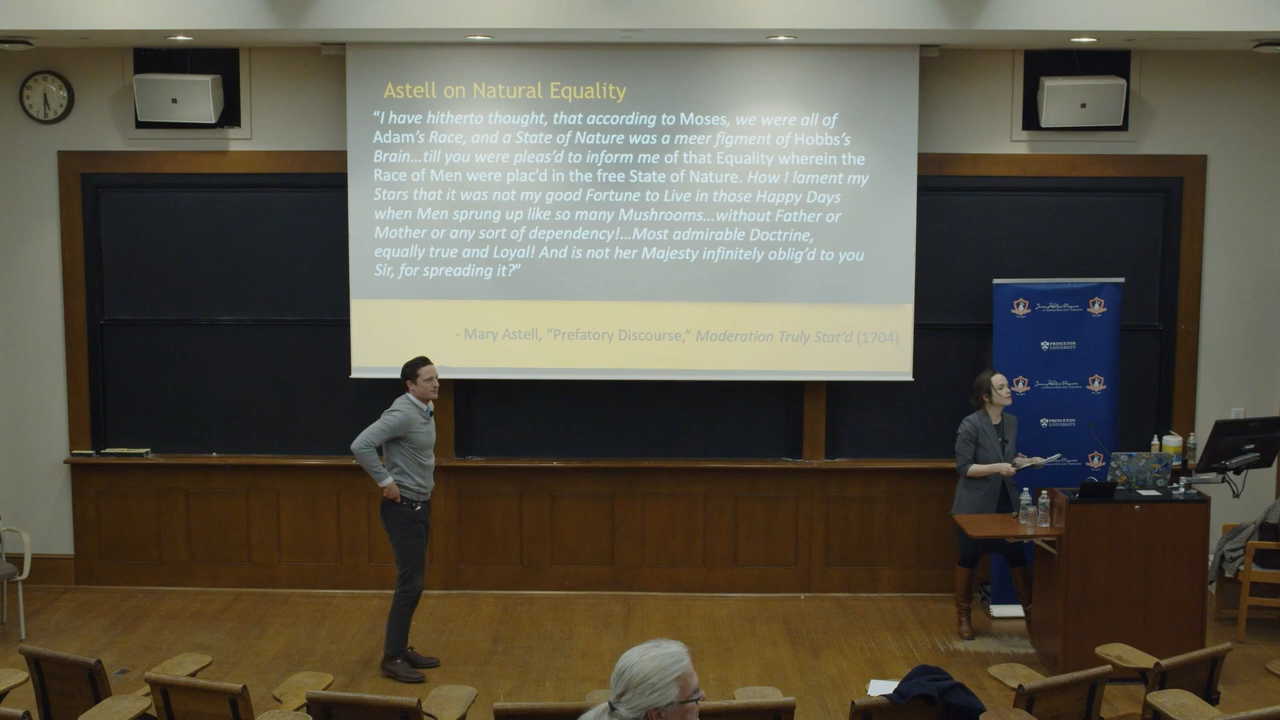 Astell on Natural Equality
“I have hitherto thought, that according to Moses, we were all of
Adam’s Race, and a State of Nature was a meer figment of Hobbs’s
Brain…till you were pleas’d to inform me of that Equality wherein the
Race of Men were plac’d in the free State of Nature. How I lament my
Stars that it was not my good Fortune to Live in those Happy Days
when Men sprung up like so many Mushrooms…without Father or
Mother or any sort of dependency!…Most admirable Doctrine,
equally true and Loyal! And is not her Majesty infinitely oblig’d to you
Sir, for spreading it?”
- Mary Astell, “Prefatory Discourse,” Moderation Truly Stat’d (1704)
PRINCETON
UNIVERSITY
PRINCETON
UNIVERSITY